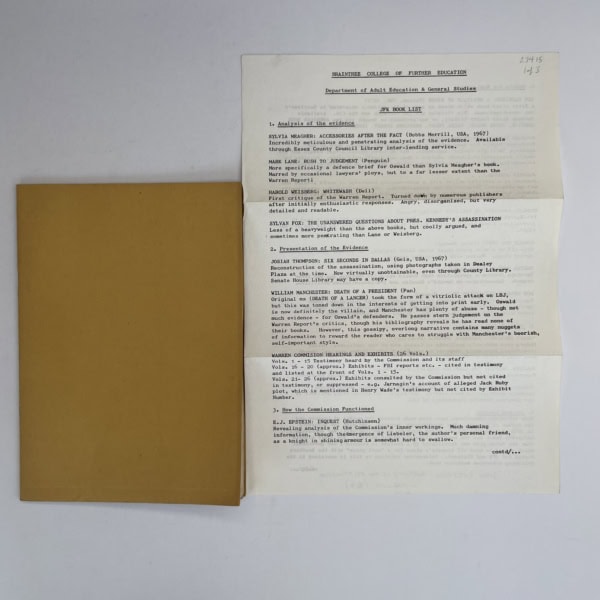 BRAINTREE COLLEGE OF FURTHER EDUCATION
Department of Adult Education & General Studies
JFK BOOK LIST
1. Analysis of the evidence
SYLVIA MEAGHER: ACCESSORIES AFTER THE FACT (Bobbs Merrill, USA, 1967)
Incredibly meticulous and penetrating analysis of the evidence. Available
through Essex County Council Library inter-lending service.
MARK LANE: RUSH TO JUDGEMENT (Penguin)
More specifically a defence brief for Oswald than Sylvia Meagher's book.
Marred by occasional lawyers' ploys, but to a far lesser extent than the
Warren Report!
HAROLD WEISBERG: WHITEWASH (Dell)
First critique of the Warren Report. Turned down by numerous publishers
after initially enthusiastic responses. Angry, disorganised, but very
detailed and readable.
SYLVAN FOX: THE UNANSWERED QUESTIONS ABOUT PRES. KENNEDY'S ASSASSINATION
Less of a heavyweight than the above books, but coolly argued, and
sometimes more penetrating than Lane or Weisberg.
2. Presentation of the Evidence
JOSIAH THOMPSON: SIX SECONDS IN DALLAS (Geis, USA, 1967)
Reconstruction of the assassination, using photographs taken in Dealey
Plaza at the time. Now virtually unobtainable, even through County Library.
Senate House Library may have a copy.
WILLIAM MANCHESTER: DEATH OF A PRESIDENT (Pan)
Original ms (DEATH OF A LANCER) took the form of a vitriolic attack on LBJ,
but this was toned down in the interests of getting into print early. Oswald
is now definitely the villain, and Manchester has plenty of abuse - though not
much evidence - for Oswald's defenders. He passes stern judgement on the
Warren Report's critics, though his bibliography reveals he has read none of
their books. However, this gossipy, overlong narrative contains many nuggets
of information to reward the reader who cares to struggle with Manchester's boorish,
self-important style.
WARREN COMMISSION HEARINGS AND EXHIBITS (26 Vols.)
Vols. 1 - 15 Testimony heard by the Commission and its staff
Vols. 16 - 20 (approx.) Exhibits - FBI reports etc. - cited in testimony
and listed at the front of Vols. 1 - 15.
Vols. 21- 26 (approx.) Exhibits consulted by the Commission but not cited
in testimony, or suppressed - e.g. Jarnagin's account of alleged Jack Ruby
plot, which is mentioned in Henry Wade's testimony but not cited by Exhibit
Number.
3. How the Commission Functioned
E.J. EPSTEIN: INQUEST (Hutchinson)
Revealing analysis of the Commission's inner workings. Much damning
information, though the emergence of Liebeler, the author's personal friend,
as a knight in shining armour is somewhat hard to swallow.
contd/...